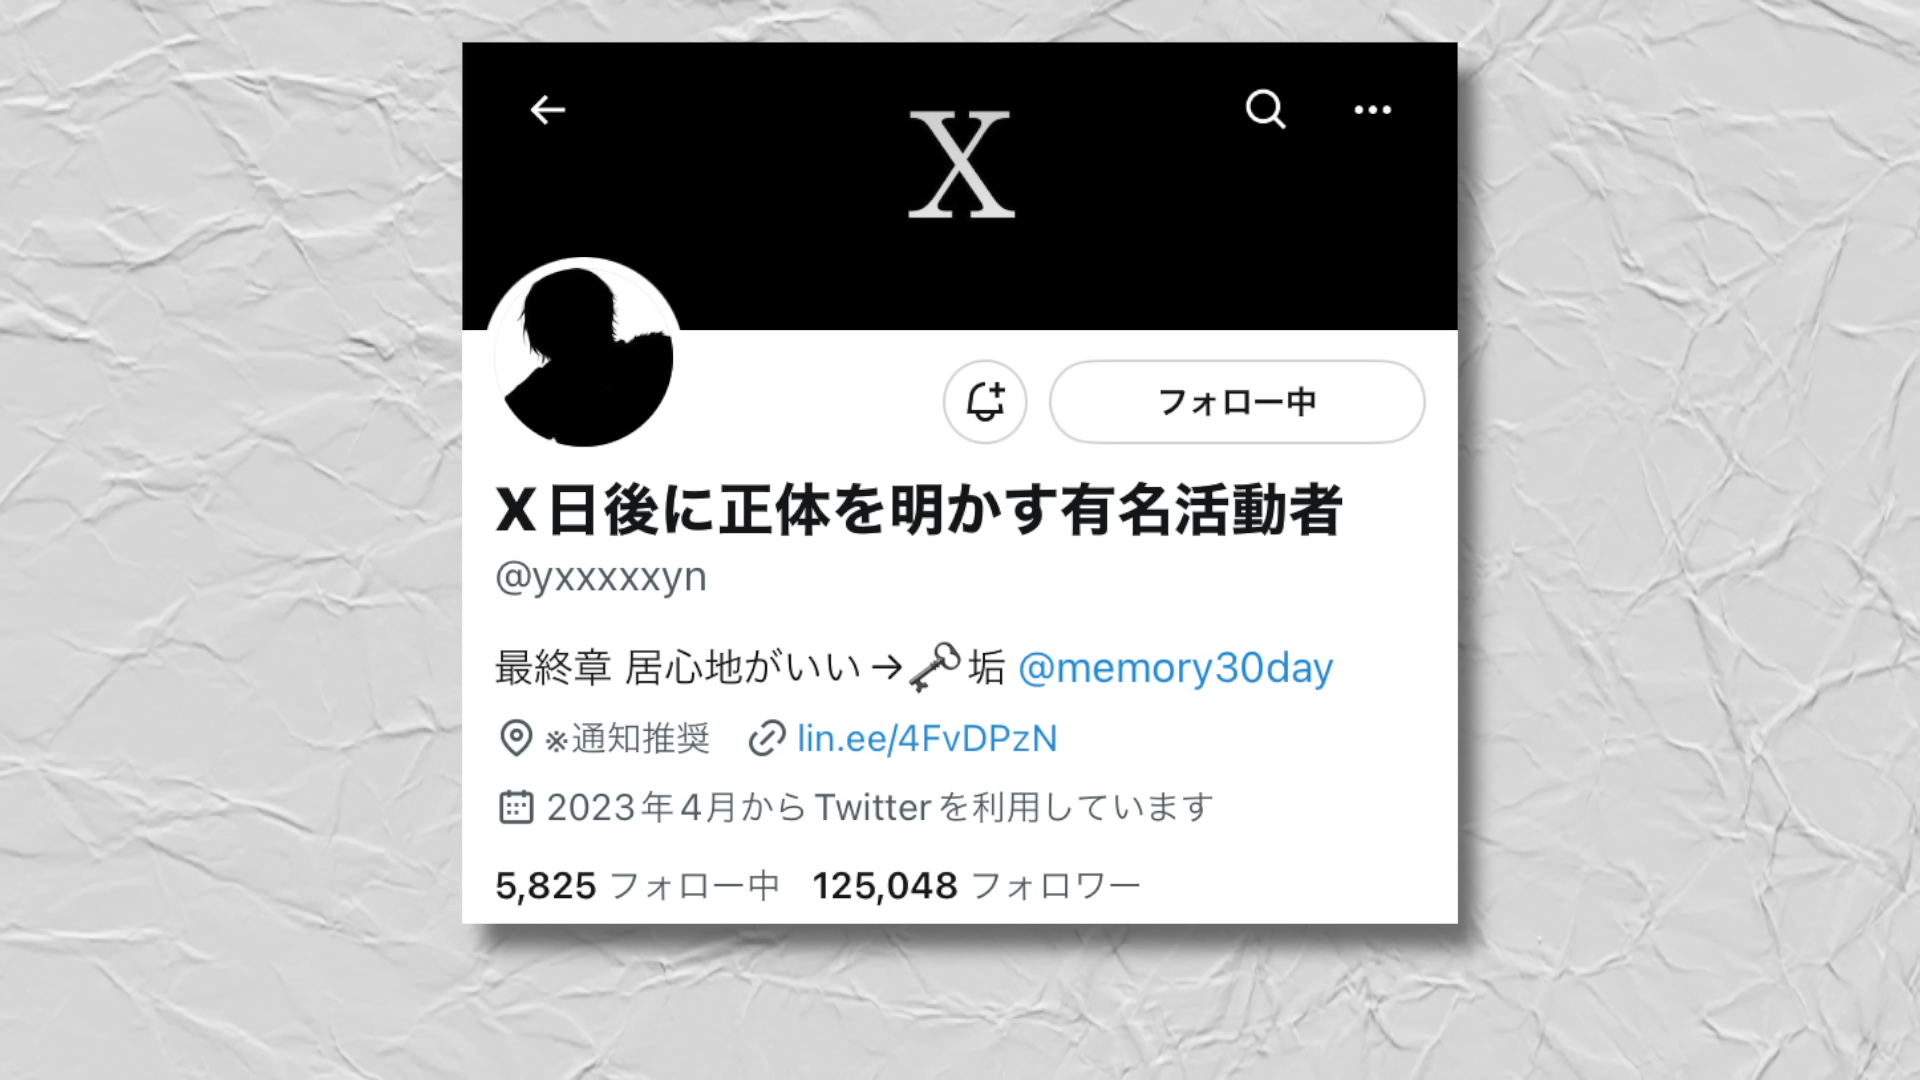 X
フォロー中
X日後に正体を明かす有名活動者
@yxxxxxyn
最終章 居心地がいい→🗝垢 @memory30day
※通知推奨 lin.ee/4FvDPzN
2023年4月からTwitterを利用しています
5,825 フォロー中 125,048 フォロワー